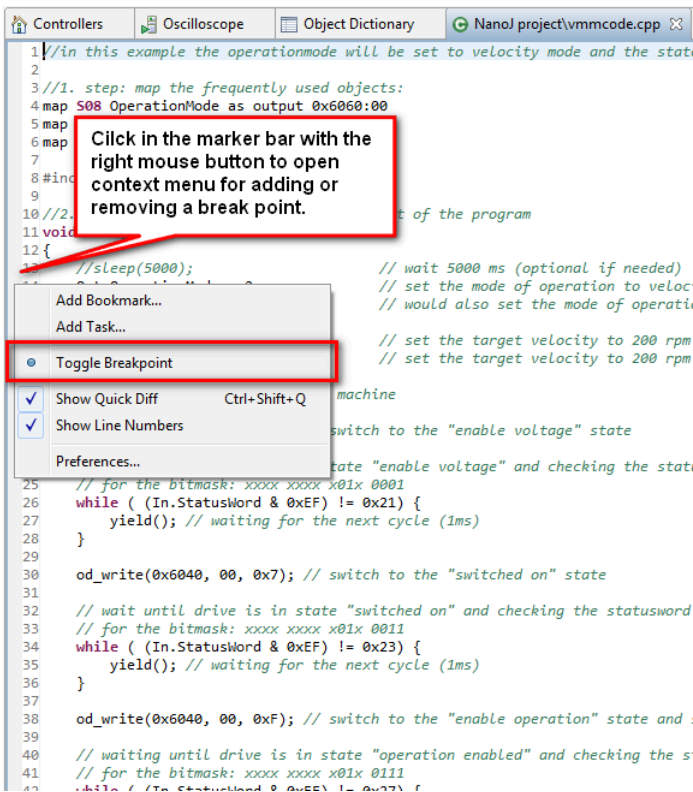 Controllers Oscilloscope Object Dictionary NanoJ project\vmmcode.cpp
1 //in this example the operationmode will be set to velocity mode and the stat
2
3 //1. step: map the frequently used objects:
4 map S08 OperationMode as output 0x6060:00
5 map
6 map
Cilck in the marker bar with the
right mouse button to open
context menu for adding or
removing a break point.
7
8 #inc
9
10 //2. t of the program
11 void
12 {
13 //sleep(5000); // wait 5000 ms (optional if needed)
// set the mode of operation to veloc
// would also set the mode of operatio
// set the target velocity to 200 rpm
// set the target velocity to 200 rpm
machine
switch to the "enable voltage" state
tate "enable voltage" and checking the statu
Add Bookmark...
Add Task...
Toggle Breakpoint
Show Quick Diff Ctrl+Shift+Q
Show Line Numbers
Preferences...
25 // for the bitmask: xxxx xxxx x01x 0001
26 while ( (In.StatusWord & 0xEF) != 0x21) {
27 yield(); // waiting for the next cycle (1ms)
28 }
29
30 od_write(0x6040, 00, 0x7); // switch to the "switched on" state
31
32 // wait until drive is in state "switched on" and checking the statusword
33 // for the bitmask: xxxx xxxx x01x 0011
34 while ( (In.StatusWord & 0xEF) != 0x23) {
35 yield(); // waiting for the next cycle (1ms)
36 }
37
38 od_write(0x6040, 00, 0xF); // switch to the "enable operation" state and s
39
40 // waiting until drive is in state "operation enabled" and checking the s
41 // for the bitmask: xxxx xxxx x01x 0111
42 while ( (In.StatusWord & 0xEF) != 0x27) {